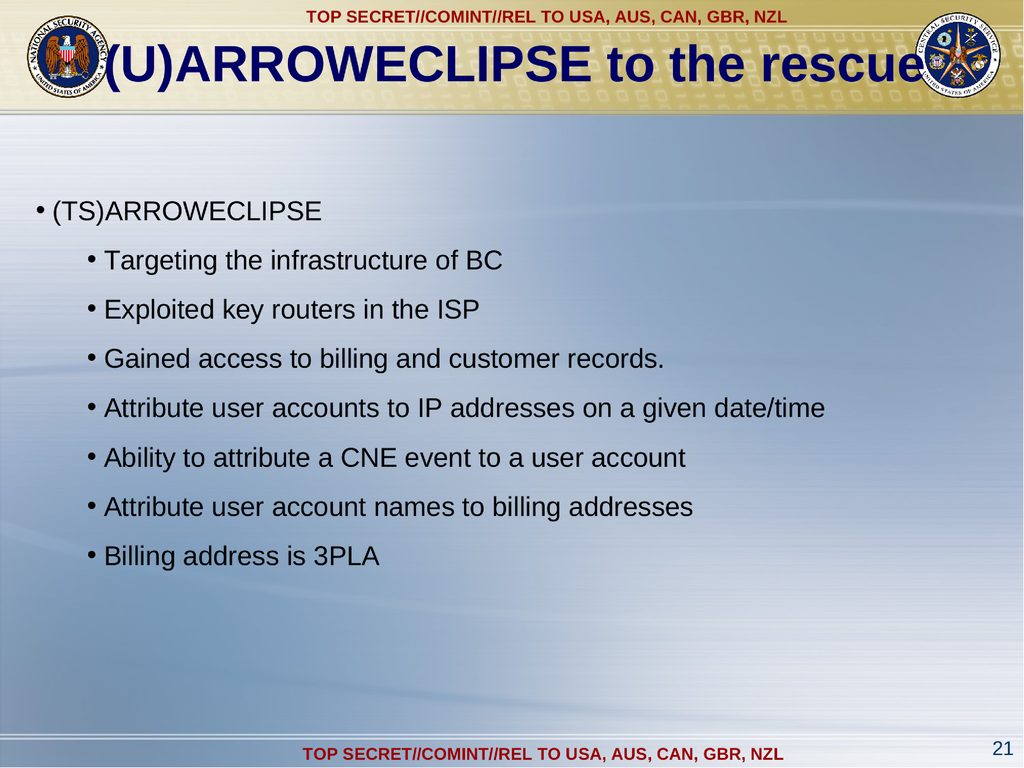 TOP SECRET//COMINT//REL TO USA, AUS, CAN, GBR, NZL
(U)ARROWECLIPSE to the rescue
NATIONAL SECURITY AGENCY
UNITED STATES OF AMERICA
CENTRAL SECURITY SERVICE
UNITED STATES OF AMERICA
• (TS)ARROWECLIPSE
• Targeting the infrastructure of BC
• Exploited key routers in the ISP
• Gained access to billing and customer records.
• Attribute user accounts to IP addresses on a given date/time
• Ability to attribute a CNE event to a user account
• Attribute user account names to billing addresses
• Billing address is 3PLA
TOP SECRET//COMINT//REL TO USA, AUS, CAN, GBR, NZL
21